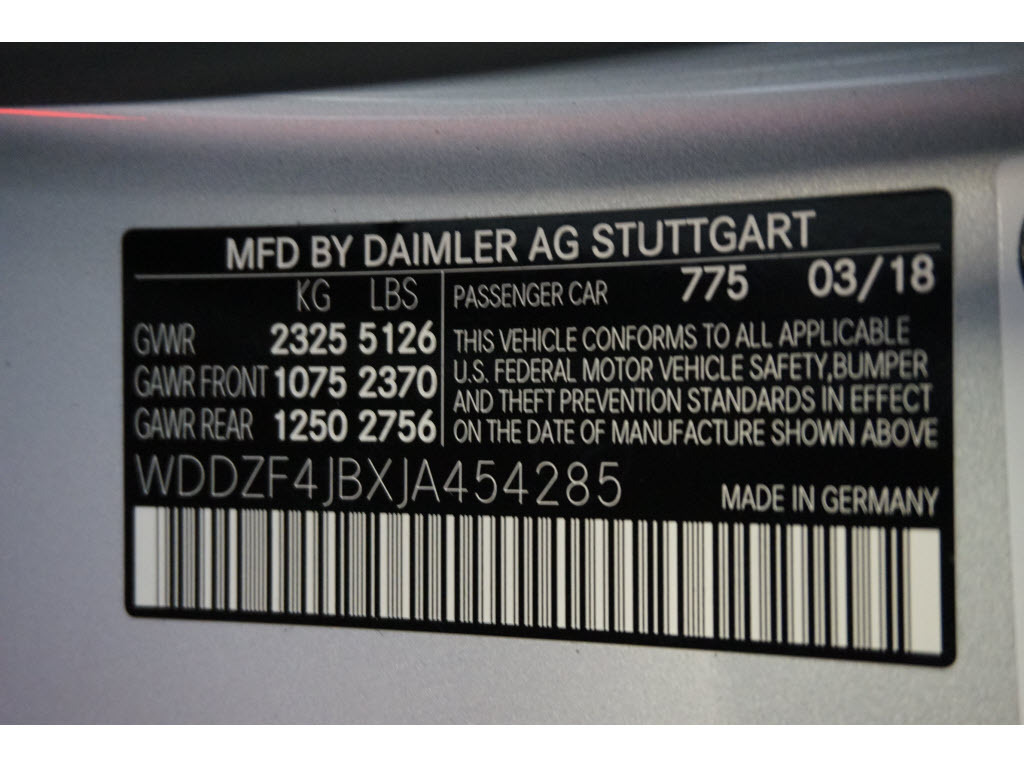 MFD BY DAIMLER AG STUTTGART
KG LBS
GVWR 2325 5126
GAWR FRONT 1075 2370
GAWR REAR 1250 2756
PASSENGER CAR 775 03/18
THIS VEHICLE CONFORMS TO ALL APPLICABLE
U.S. FEDERAL MOTOR VEHICLE SAFETY,BUMPER
AND THEFT PREVENTION STANDARDS IN EFFECT
ON THE DATE OF MANUFACTURE SHOWN ABOVE
WDDZF4JBXJA454285
MADE IN GERMANY